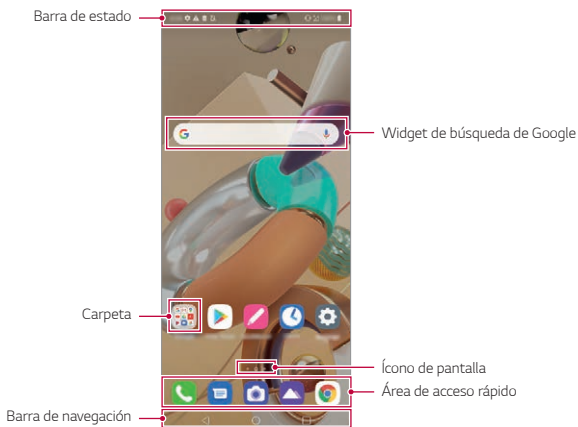 Barra de estado
Widget de búsqueda de Google
Carpeta
Ícono de pantalla
Área de acceso rápido
Barra de navegación